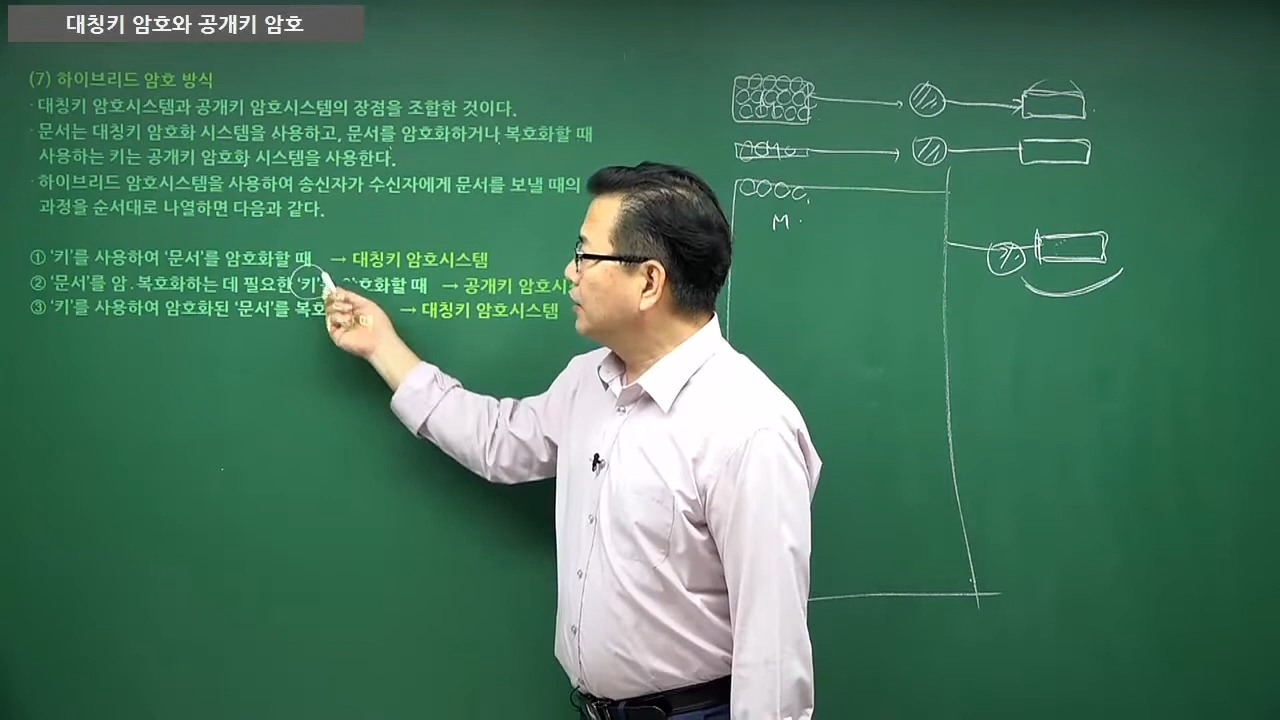 대칭키 암호와 공개키 암호
(7) 하이브리드 암호 방식
· 대칭키 암호시스템과 공개키 암호시스템의 장점을 조합한 것이다.
· 문서는 대칭키 암호화 시스템을 사용하고, 문서를 암호화하거나 복호화할 때
사용하는 키는 공개키 암호화 시스템을 사용한다.
· 하이브리드 암호시스템을 사용하여 송신자가 수신자에게 문서를 보낼 때의
과정을 순서대로 나열하면 다음과 같다.
① ‘키’를 사용하여 ‘문서’를 암호화할 때 → 대칭키 암호시스템
② ‘문서’를 암·복호화하는 데 필요한 ‘키’를 할 때 → 공개키
③ ‘키’를 사용하여 암호화된 ‘문서’를 때 → 대칭키 암호시스템
M